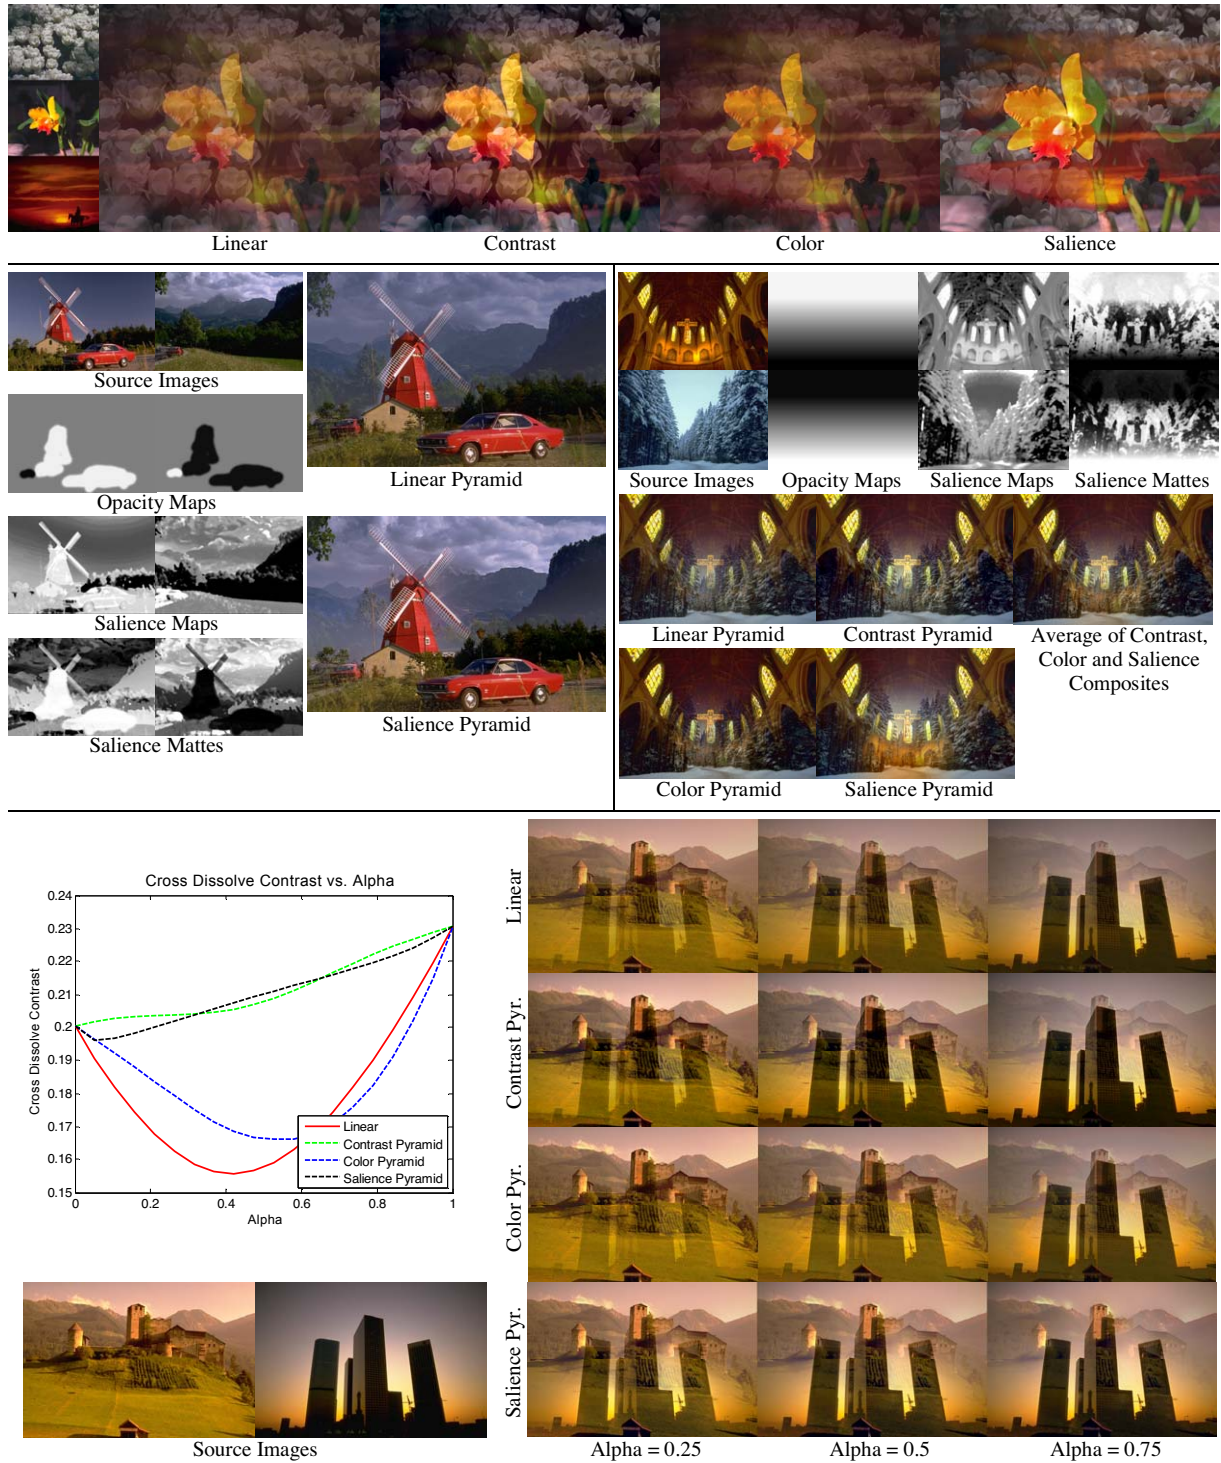 Linear
Contrast
Color
Salience
Source Images
Opacity Maps
Salience Maps
Salience Mattes
Linear Pyramid
Salience Pyramid
Source Images
Opacity Maps
Salience Maps
Salience Mattes
Linear Pyramid
Contrast Pyramid
Average of Contrast,
Color and Salience
Composites
Color Pyramid
Salience Pyramid
Cross Dissolve Contrast vs. Alpha
Cross Dissolve Contrast
0.24
0.23
0.22
0.21
0.2
0.19
0.18
0.17
0.16
0.15
0
0.2
0.4
0.6
0.8
1
Alpha
Linear
Contrast Pyramid
Color Pyramid
Salience Pyramid
Source Images
Linear
Contrast Pyr.
Color Pyr.
Salience Pyr.
Alpha = 0.25
Alpha = 0.5
Alpha = 0.75